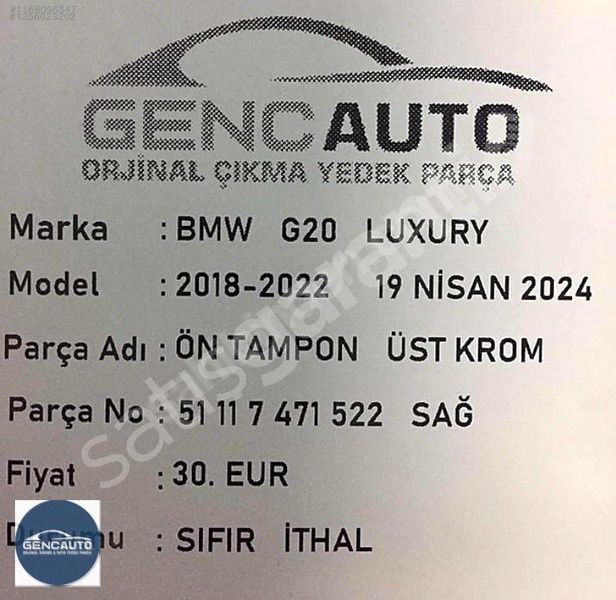 #1168096347
#1256023202
GENCAUTO
ORJİNAL ÇIKMA YEDEK PARÇA
Marka : BMW G20 LUXURY
Model : 2018-2022 19 NİSAN 2024
Parça Adı : ÖN TAMPON ÜST KROM
Parça No : 51 11 7 471 522 SAĞ
Fiyat : 30. EUR
: SIFIR İTHAL
GENCAUTO